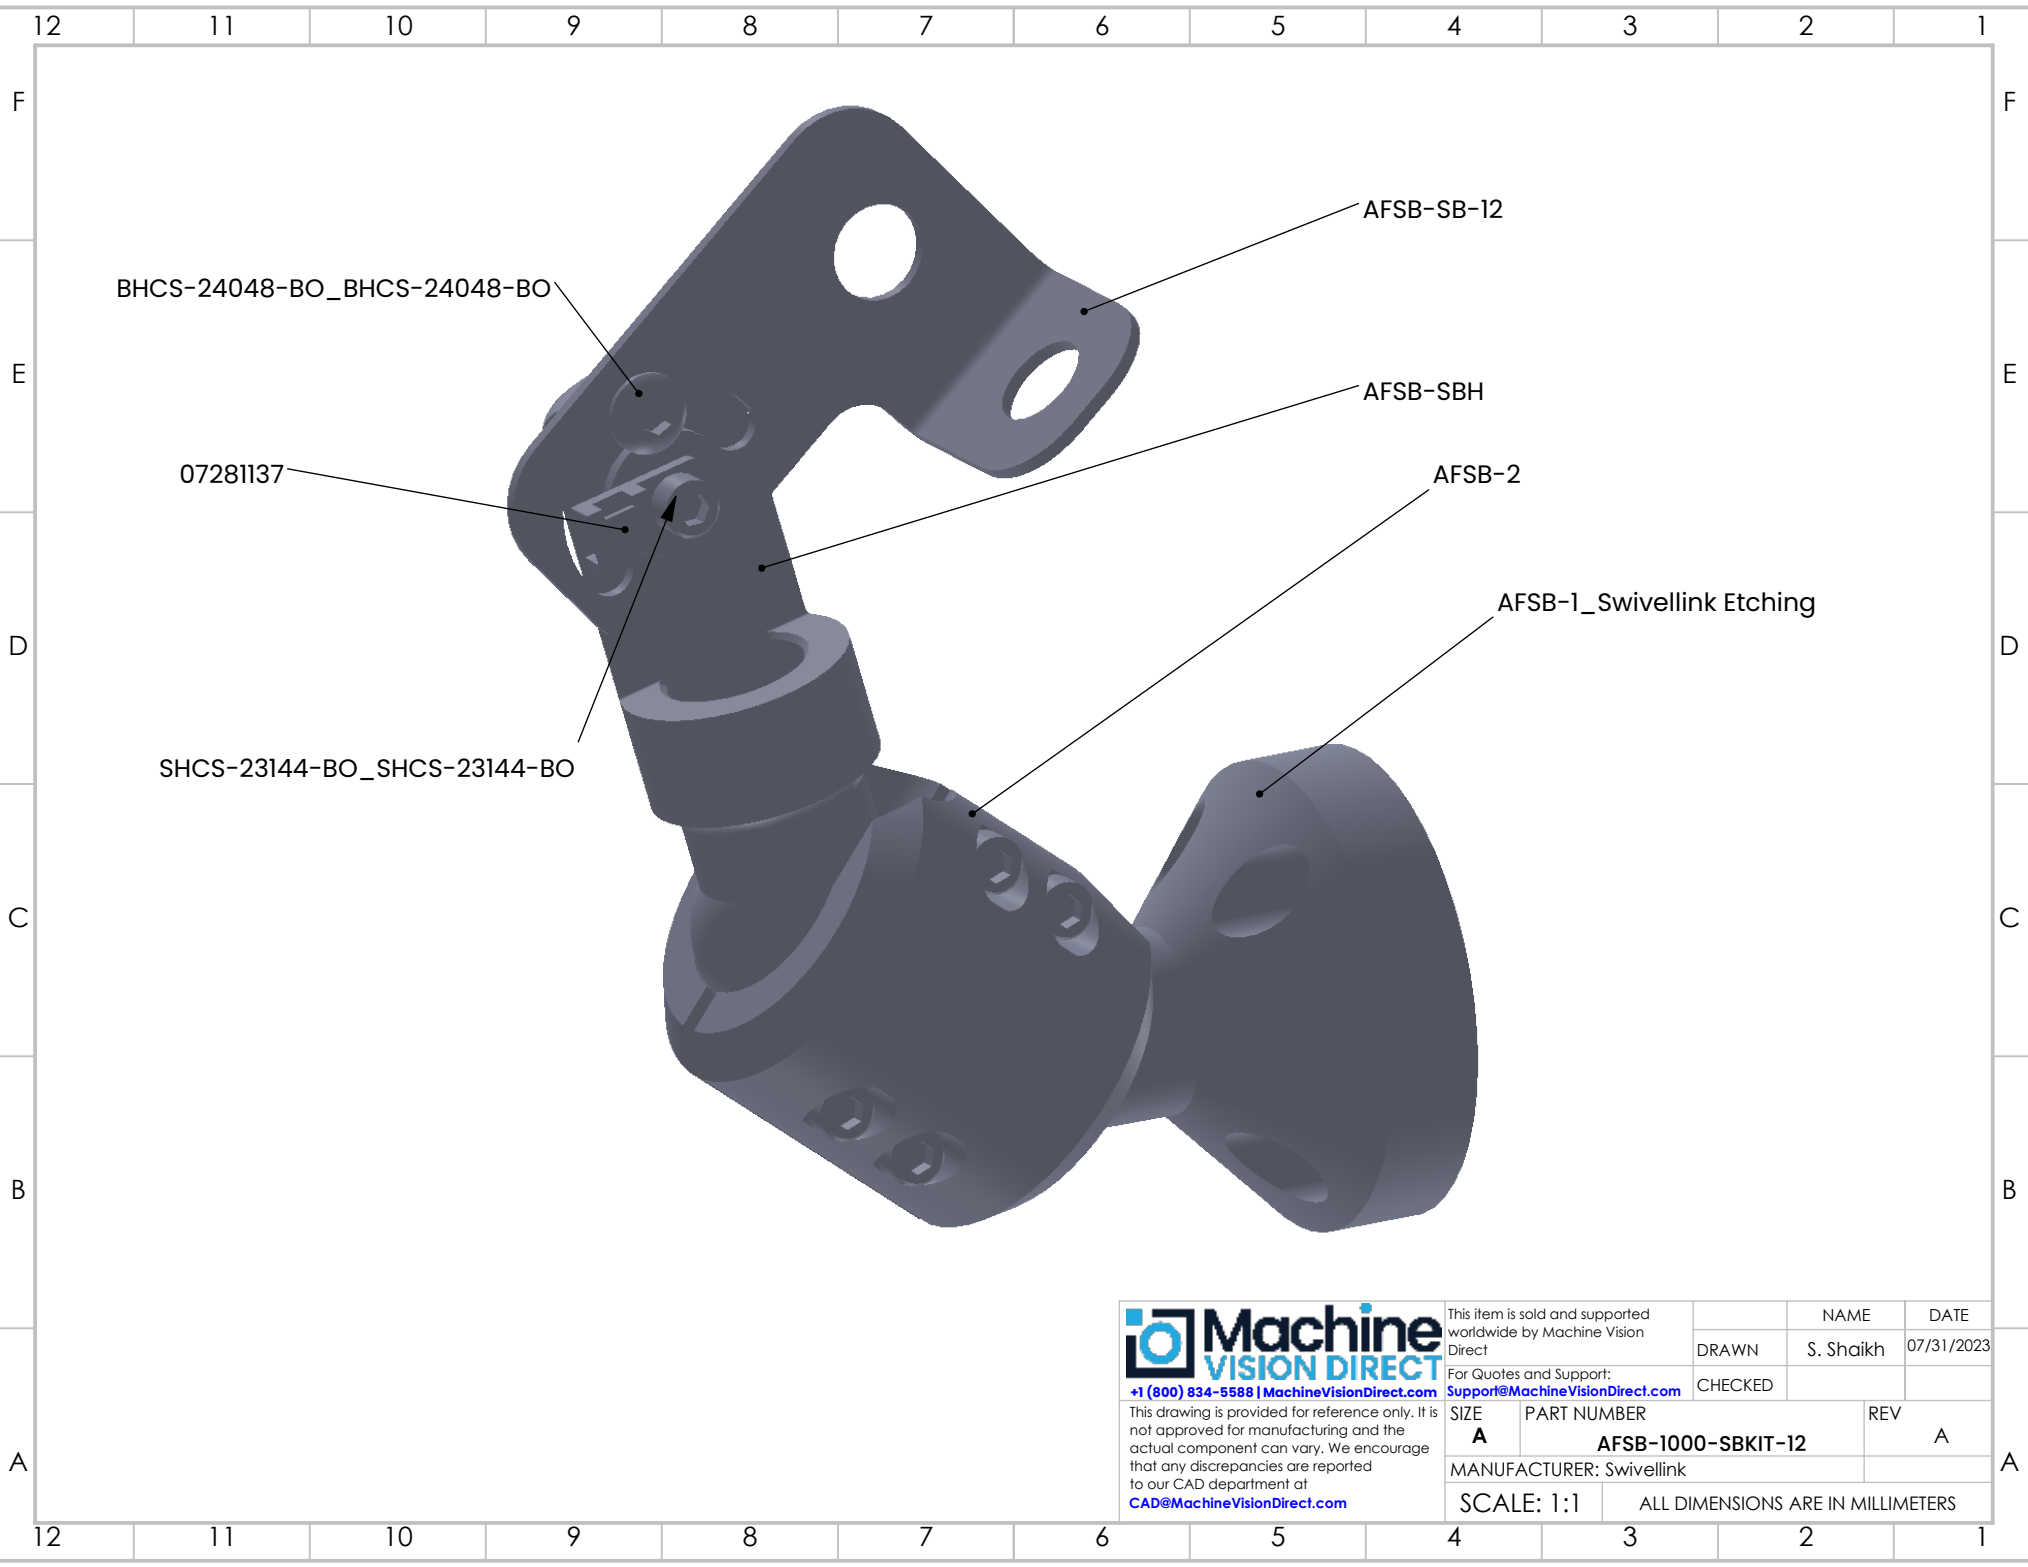 12 11 10 9 8 7 6 5 4 3 2 1
F F
AFSB-SB-12
BHCS-24048-BO_BHCS-24048-BO
E E
AFSB-SBH
07281137
AFSB-2
AFSB-1_Swivellink Etching
D D
SHCS-23144-BO_SHCS-23144-BO
C C
B B
Machine
VISION DIRECT
+1 (800) 834-5588 | MachineVisionDirect.com
This item is sold and supported
worldwide by Machine Vision
Direct
For Quotes and Support:
Support@MachineVisionDirect.com
NAME DATE
DRAWN S. Shaikh 07/31/2023
CHECKED
This drawing is provided for reference only. It is
not approved for manufacturing and the
actual component can vary. We encourage
that any discrepancies are reported
to our CAD department at
CAD@MachineVisionDirect.com
SIZE PART NUMBER REV
A AFSB-1000-SBKIT-12 A
MANUFACTURER: Swivellink
SCALE: 1:1 ALL DIMENSIONS ARE IN MILLIMETERS
A A
12 11 10 9 8 7 6 5 4 3 2 1